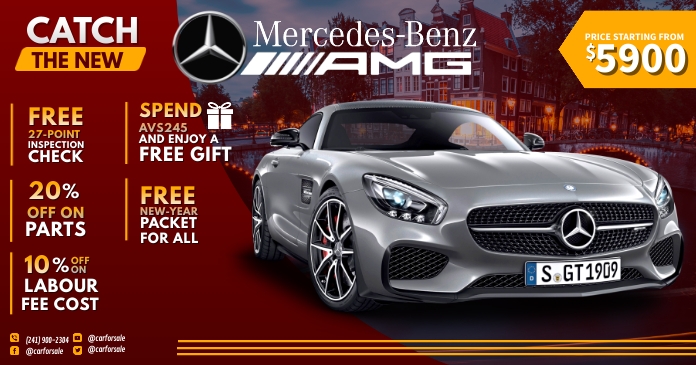 CATCH
THE NEW
Mercedes-Benz
AMG
PRICE STARTING FROM
$5900
FREE
27-POINT
INSPECTION
CHECK
SPEND
AVS245
AND ENJOY A
FREE GIFT
20%
OFF ON
PARTS
FREE
NEW-YEAR
PACKET
FOR ALL
10% OFF ON
LABOUR
FEE COST
S GT1909
(241) 900-2304 @carforsale
@carforsale @carforsale